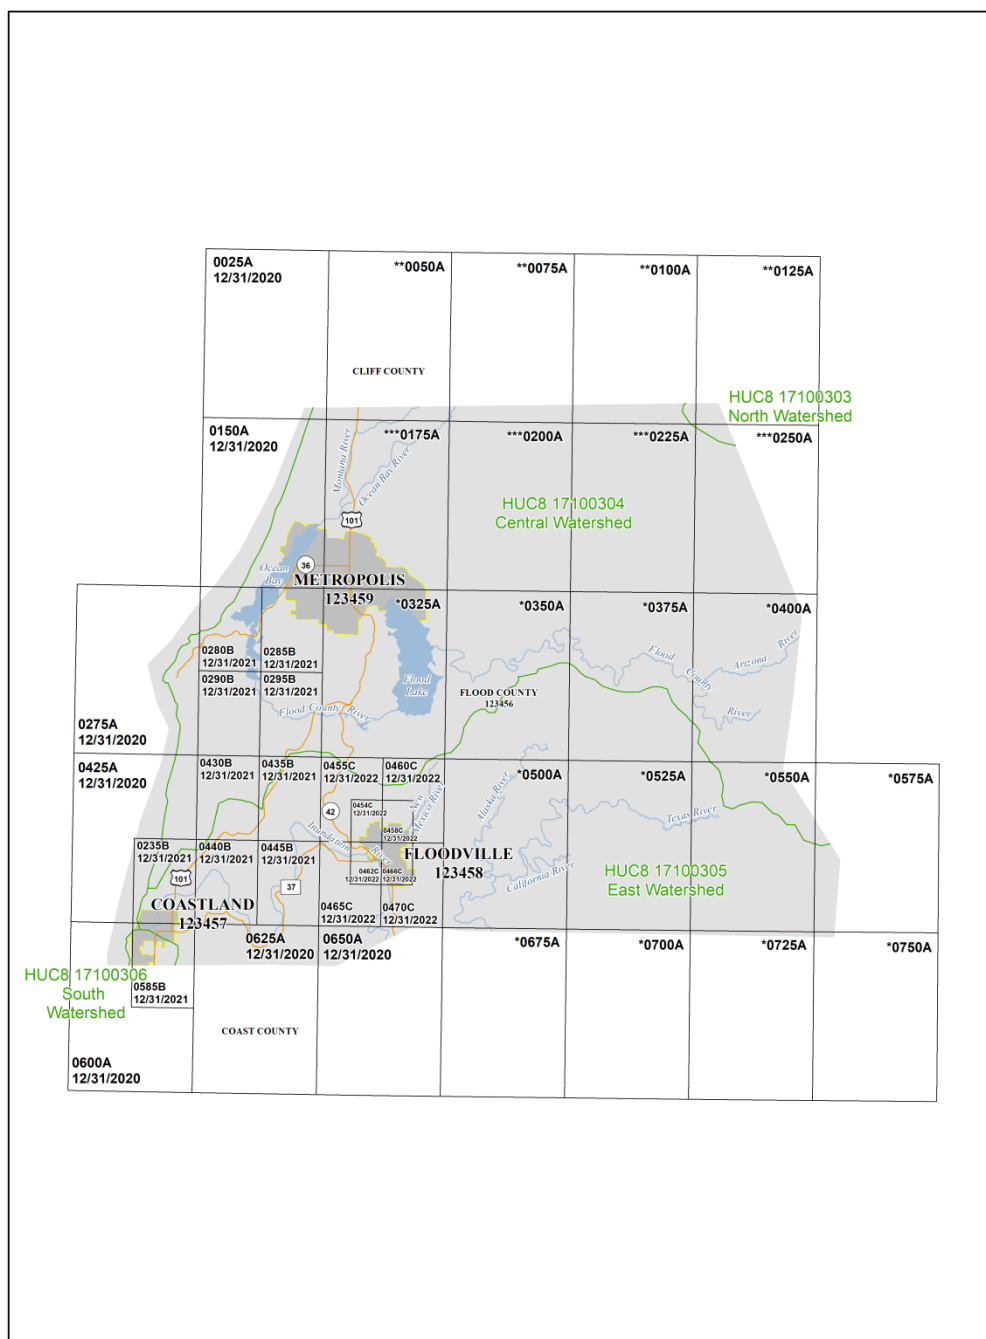 0025A
12/31/2020
**0050A
**0075A
**0100A
**0125A
CLIFF COUNTY
HUC8 17100303
North Watershed
0150A
12/31/2020
***0175A
***0200A
***0225A
***0250A
Montana River
Ocean Bay River
HUC8 17100304
Central Watershed
101
36
Ocean
Bay
METROPOLIS
123459
*0325A
*0350A
*0375A
*0400A
0280B
12/31/2021
0285B
12/31/2021
Flood
County
River
Arizona
River
0290B
12/31/2021
0295B
12/31/2021
Flood
Lake
FLOOD COUNTY
123456
Flood County River
0275A
12/31/2020
0425A
12/31/2020
0430B
12/31/2021
0435B
12/31/2021
0455C
12/31/2022
0460C
12/31/2022
*0500A
*0525A
*0550A
*0575A
0454C
12/31/2022
42
New
Mexico River
Alaska River
Texas River
0458C
12/31/2022
Inundation
River
0235B
12/31/2021
0440B
12/31/2021
0445B
12/31/2021
FLOODVILLE
123458
0462C
12/31/2022
0466C
12/31/2022
California River
HUC8 17100305
East Watershed
101
37
COASTLAND
123457
0465C
12/31/2022
0470C
12/31/2022
0625A
12/31/2020
0650A
12/31/2020
*0675A
*0700A
*0725A
*0750A
HUC8 17100306
South
Watershed
0585B
12/31/2021
COAST COUNTY
0600A
12/31/2020